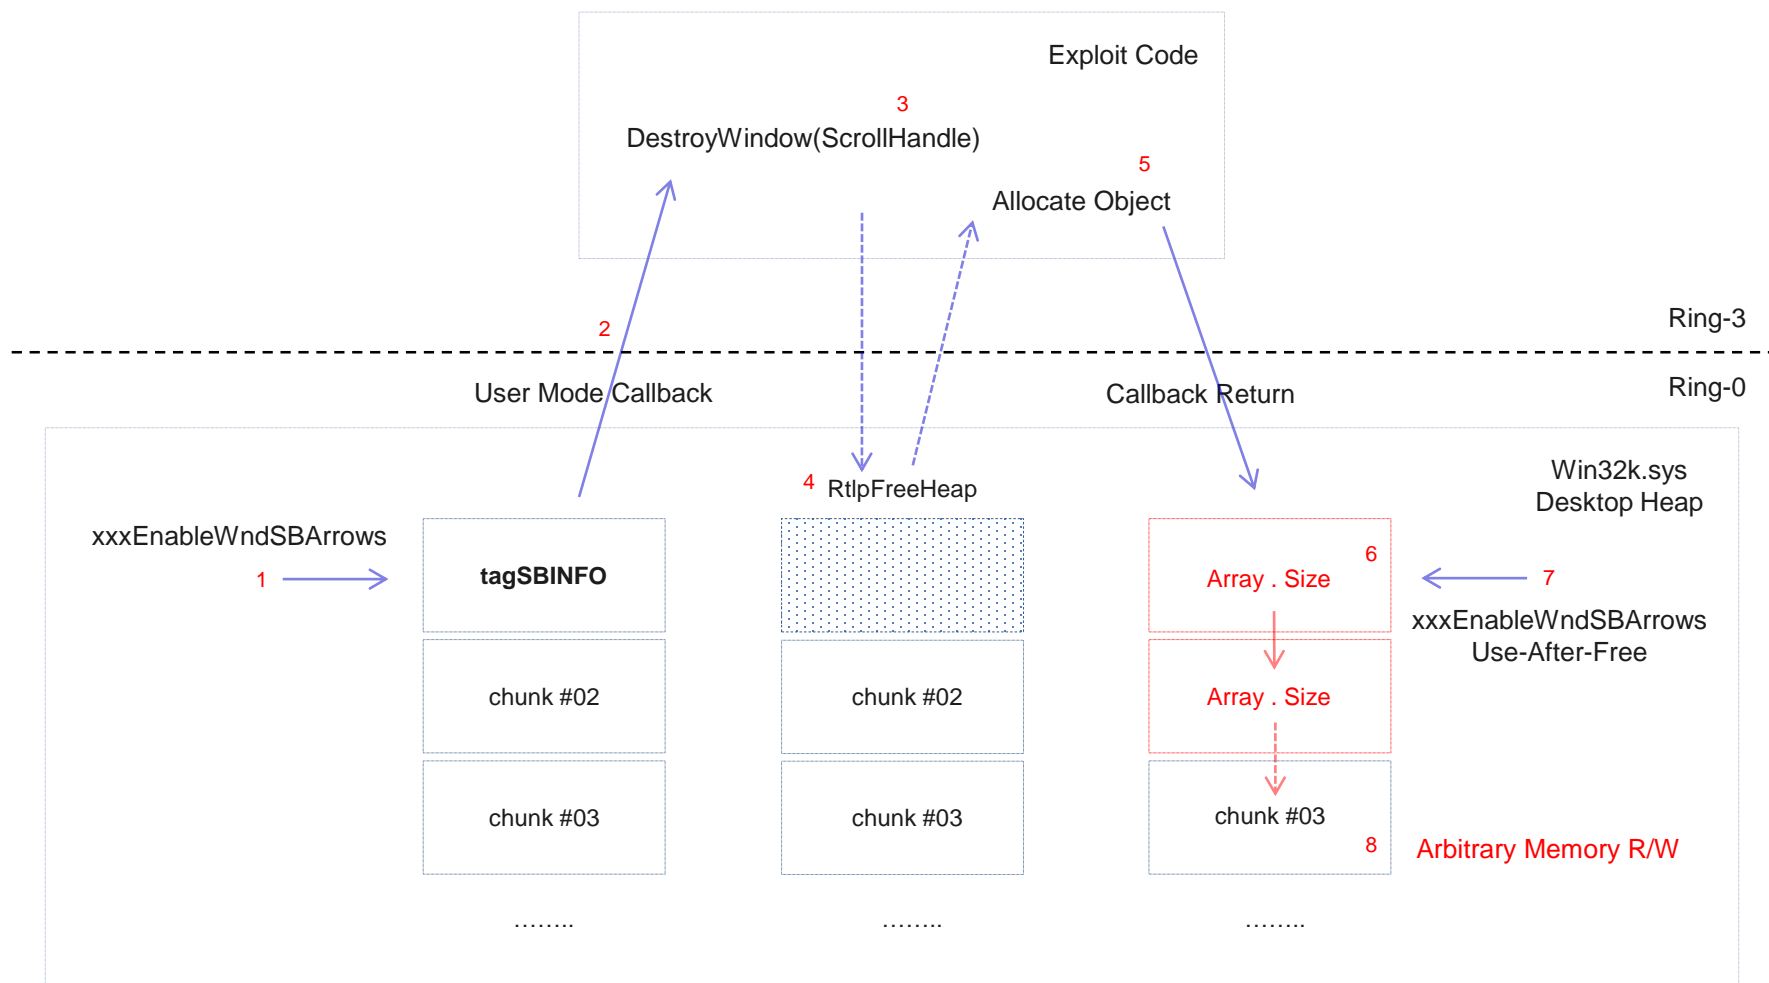 Exploit Code
3
DestroyWindow(ScrollHandle)
5
Allocate Object
Ring-3
2
User Mode Callback
Callback Return
Ring-0
Win32k.sys
Desktop Heap
4
RtlpFreeHeap
xxxEnableWndSBArrows
1
tagSBINFO
Array . Size
6
7
xxxEnableWndSBArrows
Use-After-Free
chunk #02
chunk #02
Array . Size
chunk #03
chunk #03
chunk #03
8
Arbitrary Memory R/W
........
........
........